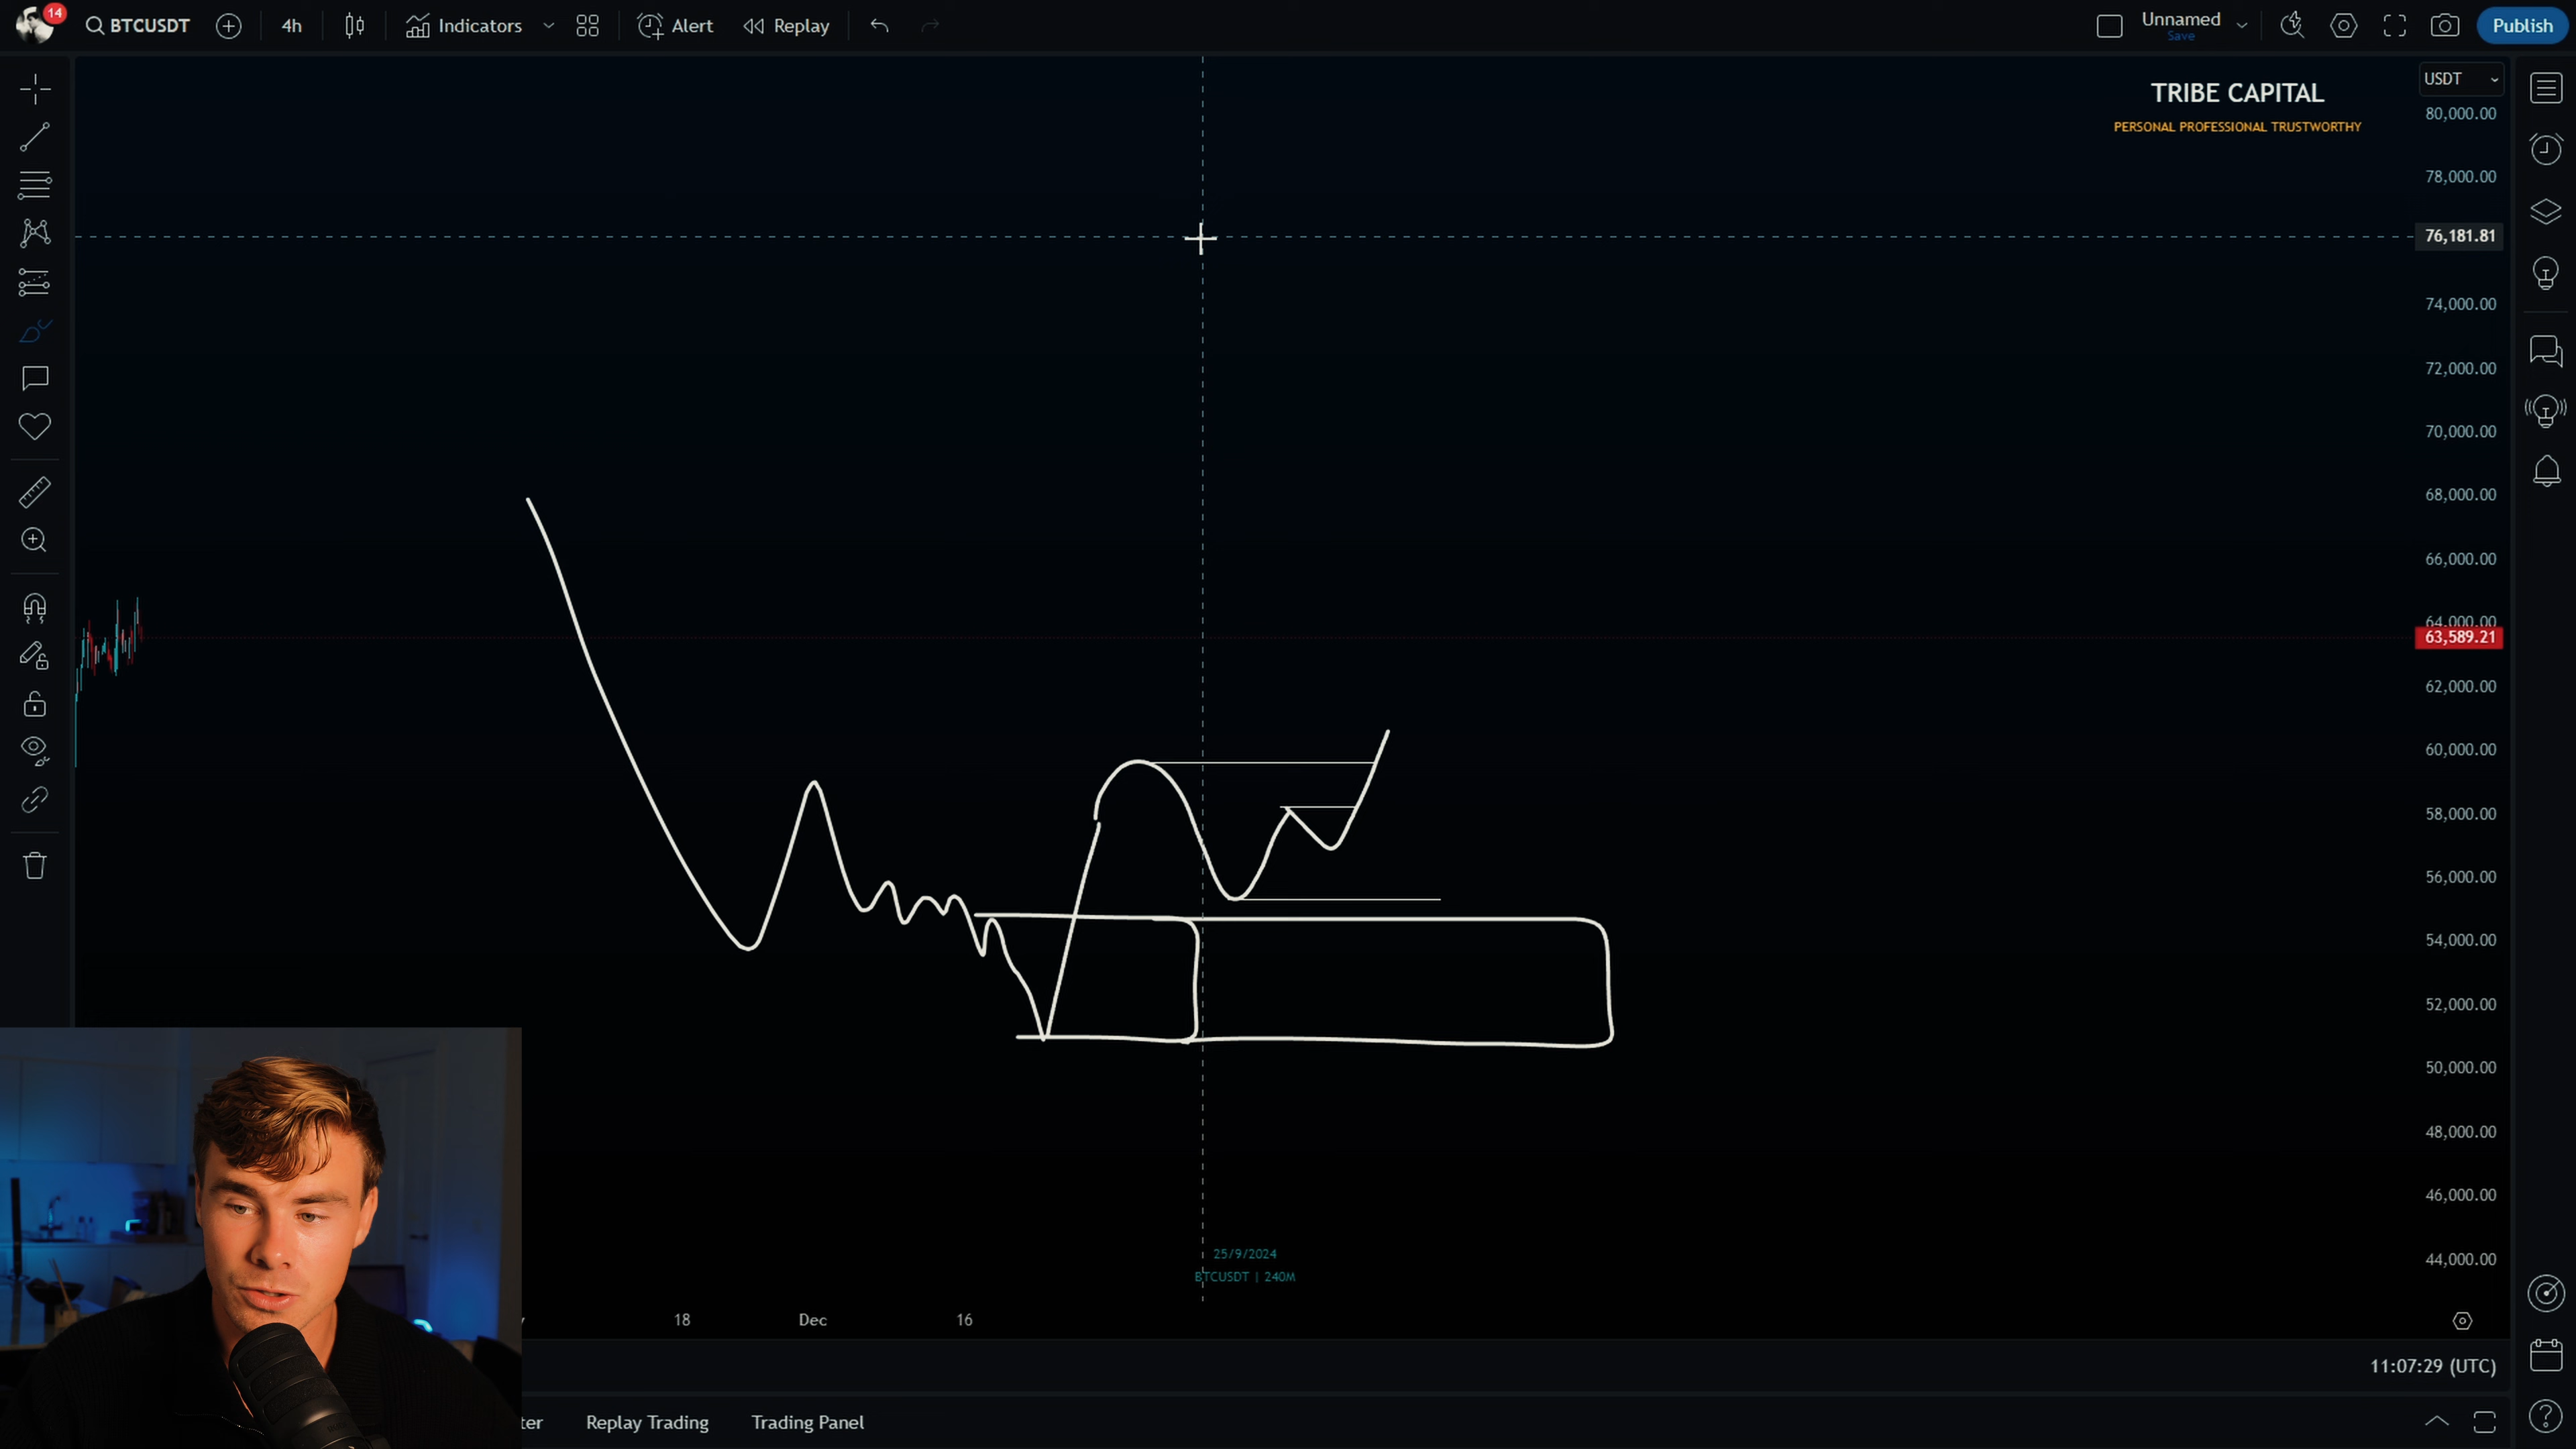 14
BTCUSDT
4h
Indicators
Alert
Replay
Unnamed
Save
Publish
TRIBE CAPITAL
PERSONAL PROFESSIONAL TRUSTWORTHY
USDT
80,000.00
78,000.00
76,181.81
74,000.00
72,000.00
70,000.00
68,000.00
66,000.00
64,000.00
63,589.21
62,000.00
60,000.00
58,000.00
56,000.00
54,000.00
52,000.00
50,000.00
48,000.00
46,000.00
44,000.00
25/9/2024
BTCUSDT | 240M
18
Dec
16
11:07:29 (UTC)
ter
Replay Trading
Trading Panel